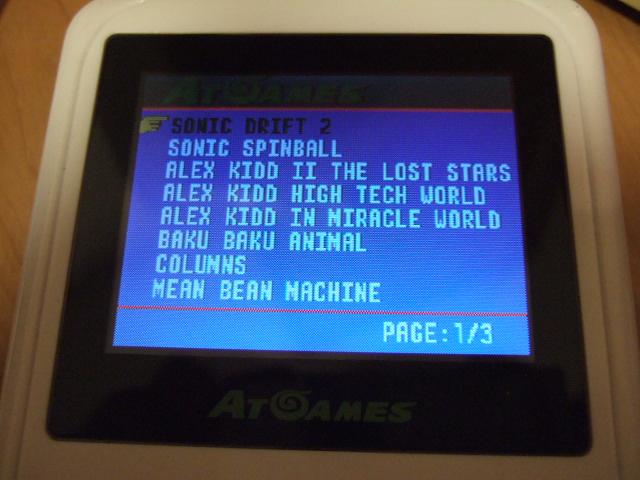 ATGAMES
SONIC DRIFT 2
SONIC SPINBALL
ALEX KIDD II THE LOST STARS
ALEX KIDD HIGH TECH WORLD
ALEX KIDD IN MIRACLE WORLD
BAKU BAKU ANIMAL
COLUMNS
MEAN BEAN MACHINE
PAGE:1/3
ATGAMES